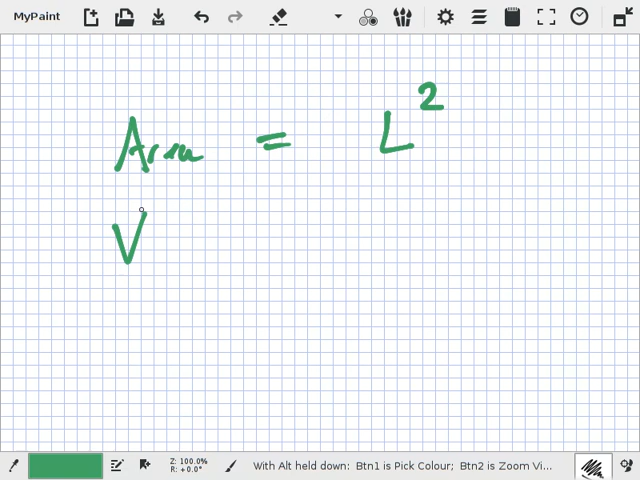 MyPaint
Area = L²
V
Z: 100.0%
R: +0.0°
With Alt held down: Btn1 is Pick Colour; Btn2 is Zoom Vi...